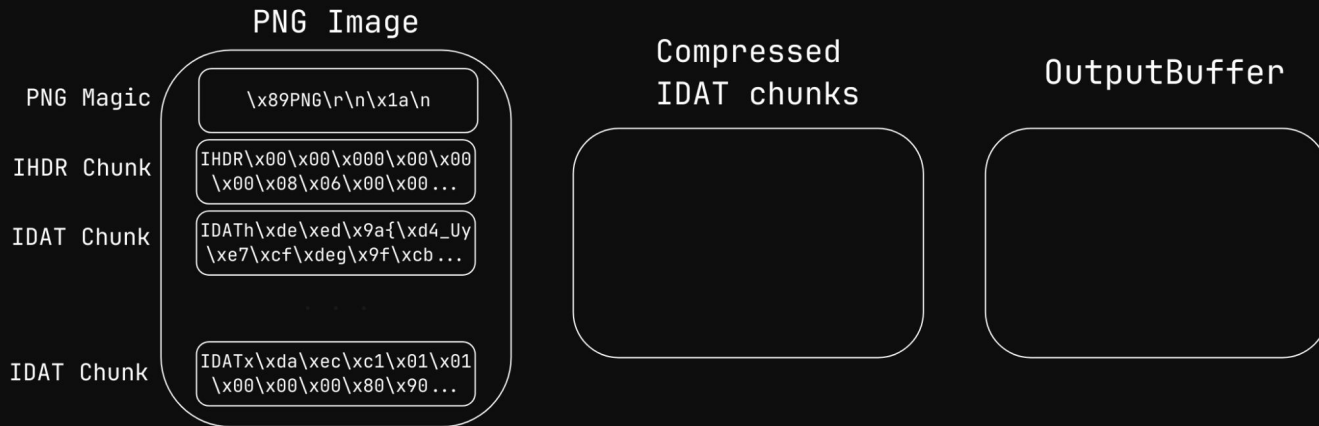 PNG Image
PNG Magic
\x89PNG\r\n\x1a\n
IHDR Chunk
IHDR\x00\x00\x000\x00\x00
\x00\x08\x06\x00\x00...
IDAT Chunk
IDATh\xde\xed\x9a{\xd4_Uy
\xe7\xcf\xdeg\x9f\xcb...
. . .
IDAT Chunk
IDATx\xda\xec\xc1\x01\x01
\x00\x00\x00\x80\x90...
Compressed
IDAT chunks
OutputBuffer